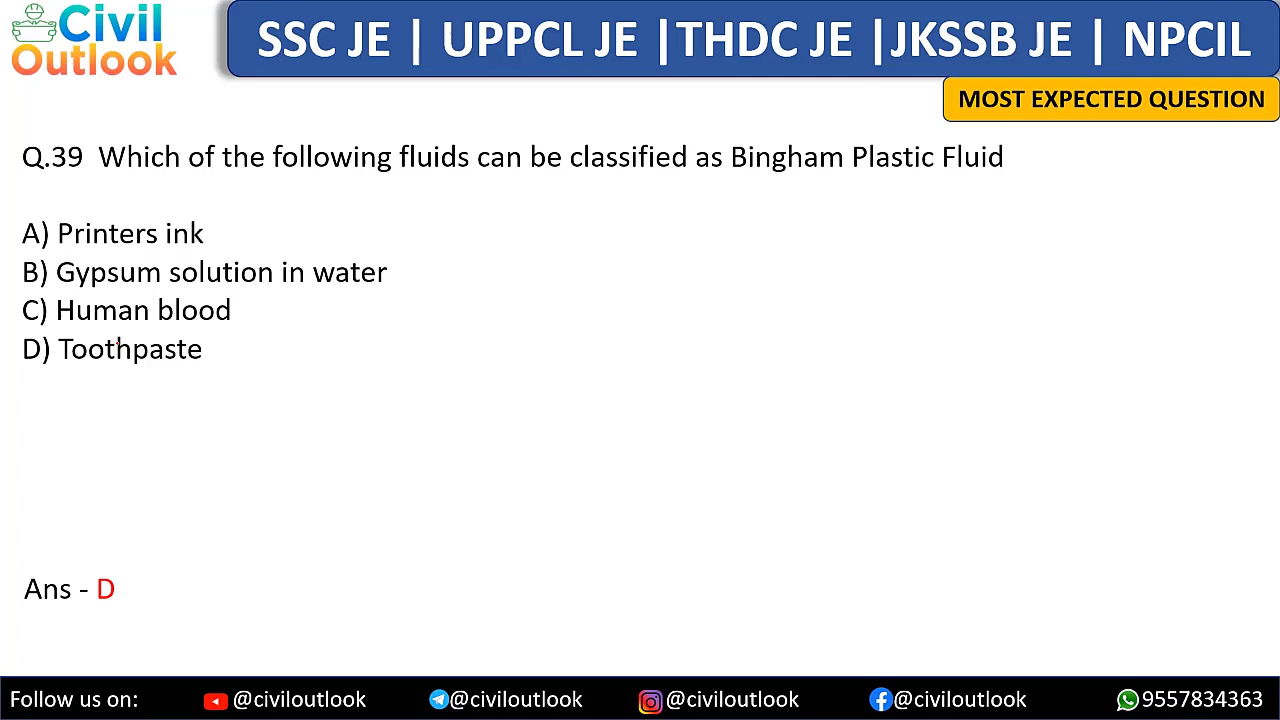 Civil
Outlook
SSC JE | UPPCL JE |THDC JE |JKSSB JE | NPCIL
MOST EXPECTED QUESTION
Q.39 Which of the following fluids can be classified as Bingham Plastic Fluid
A) Printers ink
B) Gypsum solution in water
C) Human blood
D) Toothpaste
Ans - D
Follow us on: @civiloutlook @civiloutlook @civiloutlook @civiloutlook 9557834363